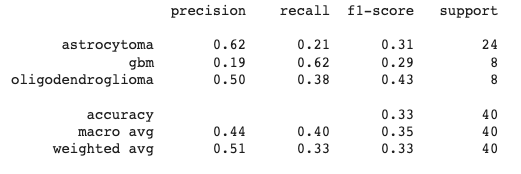 precision recall f1-score support
astrocytoma 0.62 0.21 0.31 24
gbm 0.19 0.62 0.29 8
oligodendroglioma 0.50 0.38 0.43 8
accuracy 0.33 40
macro avg 0.44 0.40 0.35 40
weighted avg 0.51 0.33 0.33 40